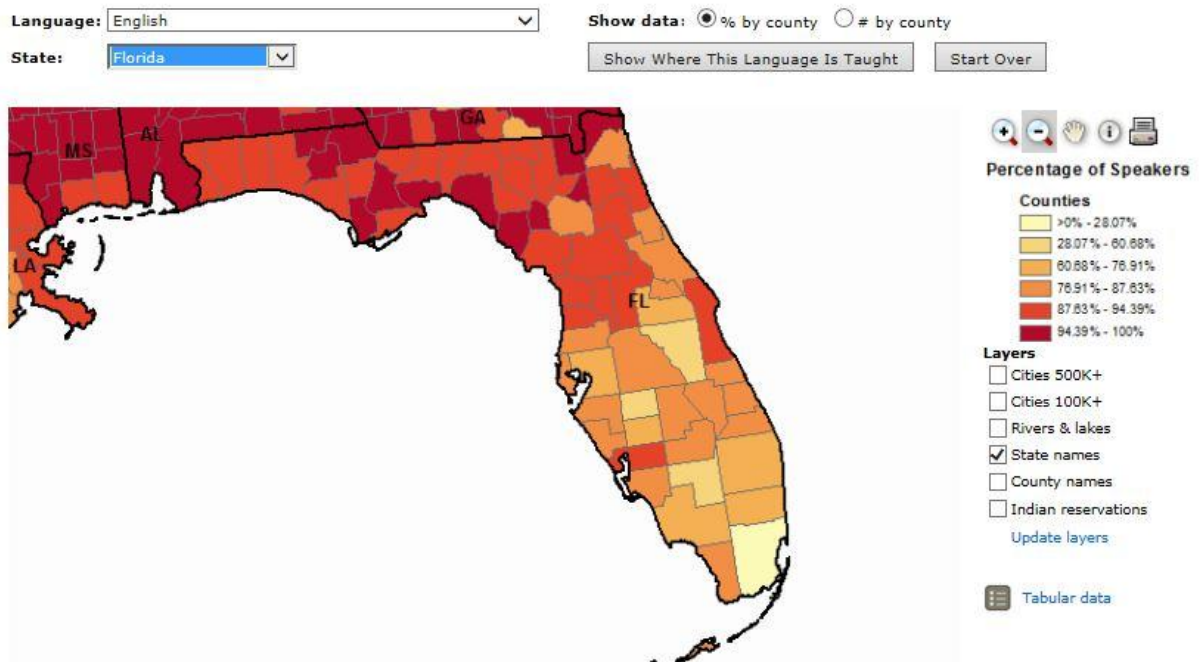 Language: English
Show data: % by county # by county
State: Florida
Show Where This Language Is Taught Start Over
GA
AL
MS
LA
FL
Percentage of Speakers
Counties
>0% - 28.07%
28.07% - 60.68%
60.68% - 76.91%
76.91% - 87.63%
87.63% - 94.39%
94.39% - 100%
Layers
Cities 500K+
Cities 100K+
Rivers & lakes
State names
County names
Indian reservations
Update layers
Tabular data